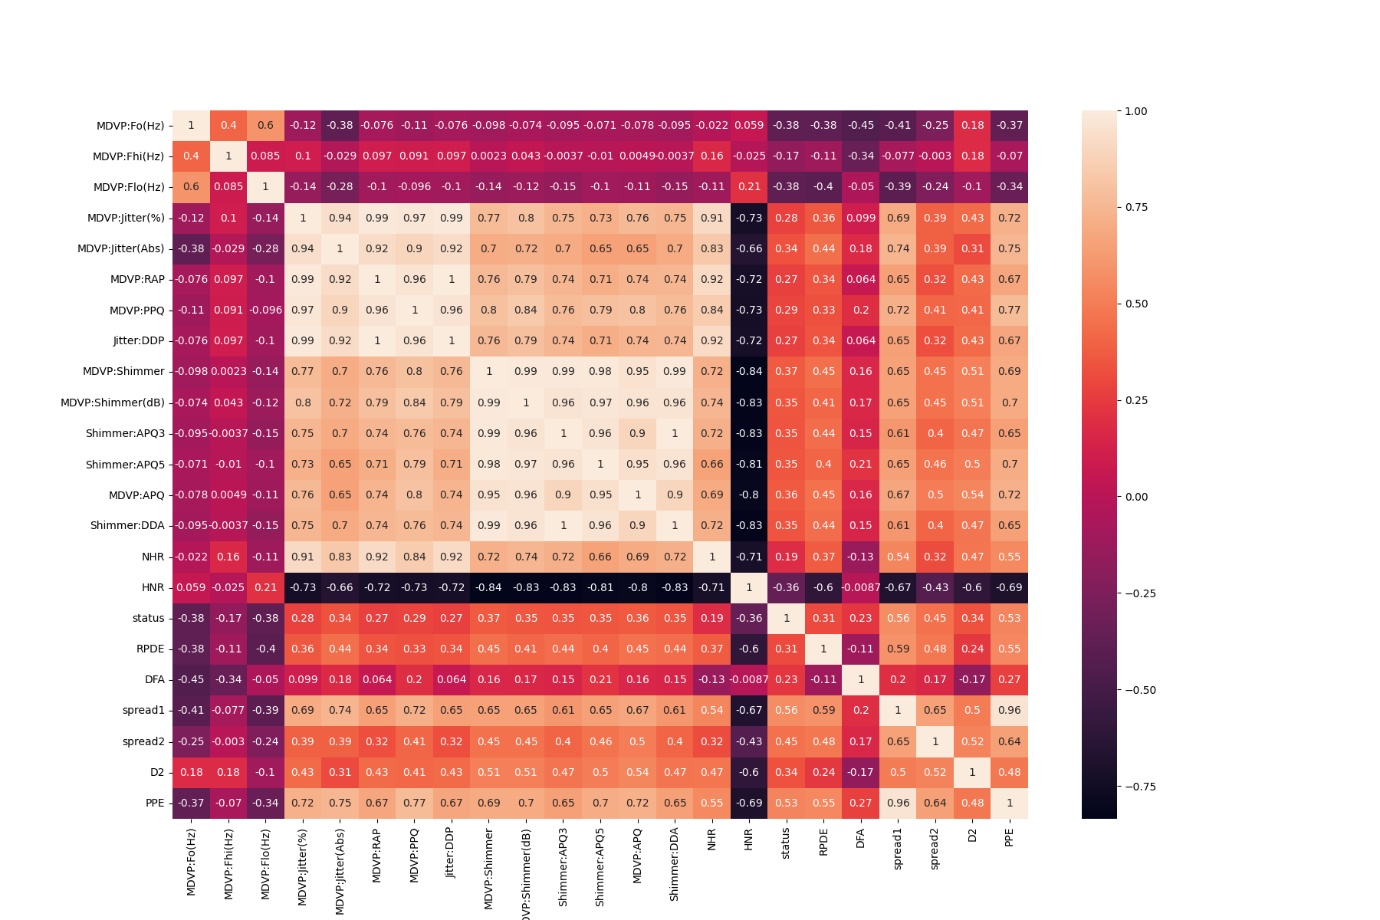 MDVP:Fo(Hz) 1 0.4 0.6 -0.12 -0.38 -0.076 -0.11 -0.076 -0.098 -0.074 -0.095 -0.071 -0.078 -0.095 -0.022 0.059 -0.38 -0.38 -0.45 -0.41 -0.25 0.18 -0.37 1.00
MDVP:Fhi(Hz) 0.4 1 0.085 0.1 -0.029 0.097 0.091 0.097 0.0023 0.043 -0.0037 -0.01 0.0049 -0.0037 0.16 -0.025 -0.17 -0.11 -0.34 -0.077 -0.003 0.18 -0.07
MDVP:Flo(Hz) 0.6 0.085 1 -0.14 -0.28 -0.1 -0.096 -0.1 -0.14 -0.12 -0.15 -0.1 -0.11 -0.15 -0.11 0.21 -0.38 -0.4 -0.05 -0.39 -0.24 -0.1 -0.34
MDVP:Jitter(%) -0.12 0.1 -0.14 1 0.94 0.99 0.97 0.99 0.77 0.8 0.75 0.73 0.76 0.75 0.91 -0.73 0.28 0.36 0.099 0.69 0.39 0.43 0.72 0.75
MDVP:Jitter(Abs) -0.38 -0.029 -0.28 0.94 1 0.92 0.9 0.92 0.7 0.72 0.7 0.65 0.65 0.7 0.83 -0.66 0.34 0.44 0.18 0.74 0.39 0.31 0.75
MDVP:RAP -0.076 0.097 -0.1 0.99 0.92 1 0.96 1 0.76 0.79 0.74 0.71 0.74 0.74 0.92 -0.72 0.27 0.34 0.064 0.65 0.32 0.43 0.67
MDVP:PPQ -0.11 0.091 -0.096 0.97 0.9 0.96 1 0.96 0.8 0.84 0.76 0.79 0.8 0.76 0.84 -0.73 0.29 0.33 0.2 0.72 0.41 0.41 0.77 0.50
Jitter:DDP -0.076 0.097 -0.1 0.99 0.92 1 0.96 1 0.76 0.79 0.74 0.71 0.74 0.74 0.92 -0.72 0.27 0.34 0.064 0.65 0.32 0.43 0.67
MDVP:Shimmer -0.098 0.0023 -0.14 0.77 0.7 0.76 0.8 0.76 1 0.99 0.99 0.98 0.95 0.99 0.72 -0.84 0.37 0.45 0.16 0.65 0.45 0.51 0.69
MDVP:Shimmer(dB) -0.074 0.043 -0.12 0.8 0.72 0.79 0.84 0.79 0.99 1 0.96 0.97 0.96 0.96 0.74 -0.83 0.35 0.41 0.17 0.65 0.45 0.51 0.7 0.25
Shimmer:APQ3 -0.095 -0.0037 -0.15 0.75 0.7 0.74 0.76 0.74 0.99 0.96 1 0.96 0.9 1 0.72 -0.83 0.35 0.44 0.15 0.61 0.4 0.47 0.65
Shimmer:APQ5 -0.071 -0.01 -0.1 0.73 0.65 0.71 0.79 0.71 0.98 0.97 0.96 1 0.95 0.96 0.66 -0.81 0.35 0.4 0.21 0.65 0.46 0.5 0.7
MDVP:APQ -0.078 0.0049 -0.11 0.76 0.65 0.74 0.8 0.74 0.95 0.96 0.9 0.95 1 0.9 0.69 -0.8 0.36 0.45 0.16 0.67 0.5 0.54 0.72 0.00
Shimmer:DDA -0.095 -0.0037 -0.15 0.75 0.7 0.74 0.76 0.74 0.99 0.96 1 0.96 0.9 1 0.72 -0.83 0.35 0.44 0.15 0.61 0.4 0.47 0.65
NHR -0.022 0.16 -0.11 0.91 0.83 0.92 0.84 0.92 0.72 0.74 0.72 0.66 0.69 0.72 1 -0.71 0.19 0.37 -0.13 0.54 0.32 0.47 0.55
HNR 0.059 -0.025 0.21 -0.73 -0.66 -0.72 -0.73 -0.72 -0.84 -0.83 -0.83 -0.81 -0.8 -0.83 -0.71 1 -0.36 -0.6 -0.0087 -0.67 -0.43 -0.6 -0.69 −0.25
status -0.38 -0.17 -0.38 0.28 0.34 0.27 0.29 0.27 0.37 0.35 0.35 0.35 0.36 0.35 0.19 -0.36 1 0.31 0.23 0.56 0.45 0.34 0.53
RPDE -0.38 -0.11 -0.4 0.36 0.44 0.34 0.33 0.34 0.45 0.41 0.44 0.4 0.45 0.44 0.37 -0.6 0.31 1 -0.11 0.59 0.48 0.24 0.55
DFA -0.45 -0.34 -0.05 0.099 0.18 0.064 0.2 0.064 0.16 0.17 0.15 0.21 0.16 0.15 -0.13 -0.0087 0.23 -0.11 1 0.2 0.17 -0.17 0.27 −0.50
spread1 -0.41 -0.077 -0.39 0.69 0.74 0.65 0.72 0.65 0.65 0.65 0.61 0.65 0.67 0.61 0.54 -0.67 0.56 0.59 0.2 1 0.65 0.5 0.96
spread2 -0.25 -0.003 -0.24 0.39 0.39 0.32 0.41 0.32 0.45 0.45 0.4 0.46 0.5 0.4 0.32 -0.43 0.45 0.48 0.17 0.65 1 0.52 0.64
D2 0.18 0.18 -0.1 0.43 0.31 0.43 0.41 0.43 0.51 0.51 0.47 0.5 0.54 0.47 0.47 -0.6 0.34 0.24 -0.17 0.5 0.52 1 0.48 −0.75
PPE -0.37 -0.07 -0.34 0.72 0.75 0.67 0.77 0.67 0.69 0.7 0.65 0.7 0.72 0.65 0.55 -0.69 0.53 0.55 0.27 0.96 0.64 0.48 1
MDVP:Fo(Hz)
MDVP:Fhi(Hz)
MDVP:Flo(Hz)
MDVP:Jitter(%)
MDVP:Jitter(Abs)
MDVP:RAP
MDVP:PPQ
Jitter:DDP
MDVP:Shimmer
DVP:Shimmer(dB)
Shimmer:APQ3
Shimmer:APQ5
MDVP:APQ
Shimmer:DDA
NHR
HNR
status
RPDE
DFA
spread1
spread2
D2
PPE